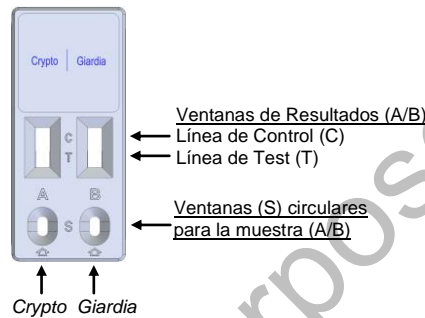 Crypto Giardia
Ventanas de Resultados (A/B)
C
Línea de Control (C)
T
Línea de Test (T)
A B
S
Ventanas (S) circulares
para la muestra (A/B)
Crypto Giardia